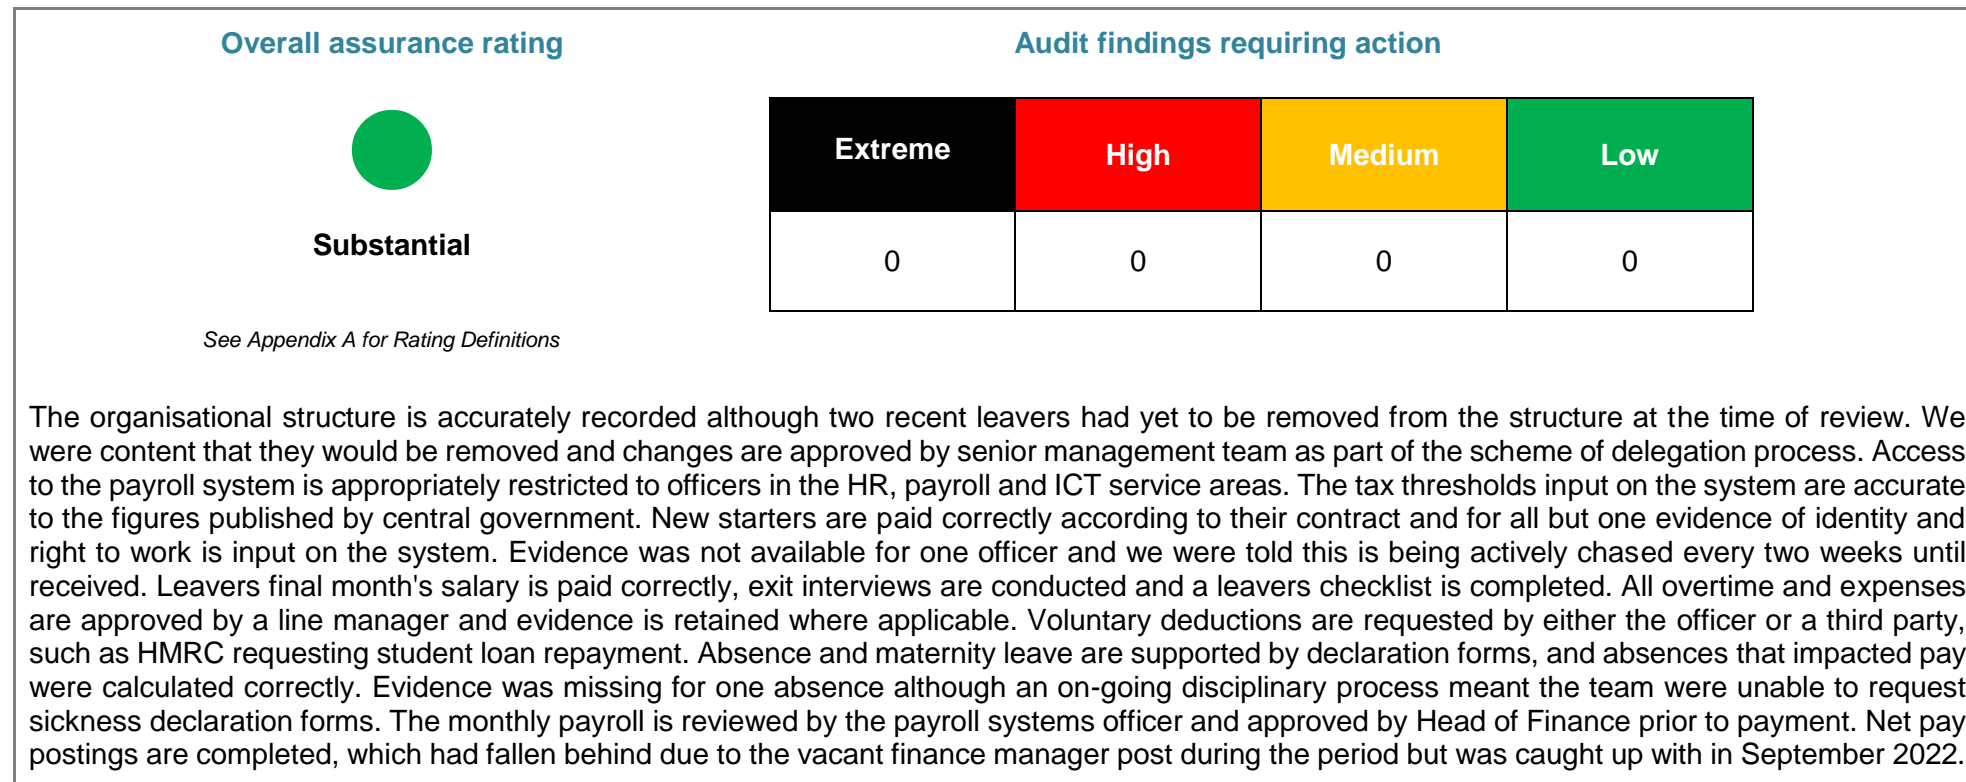 Overall assurance rating
Audit findings requiring action
Extreme High Medium Low
Substantial
0 0 0 0
See Appendix A for Rating Definitions
The organisational structure is accurately recorded although two recent leavers had yet to be removed from the structure at the time of review. We
were content that they would be removed and changes are approved by senior management team as part of the scheme of delegation process. Access
to the payroll system is appropriately restricted to officers in the HR, payroll and ICT service areas. The tax thresholds input on the system are accurate
to the figures published by central government. New starters are paid correctly according to their contract and for all but one evidence of identity and
right to work is input on the system. Evidence was not available for one officer and we were told this is being actively chased every two weeks until
received. Leavers final month's salary is paid correctly, exit interviews are conducted and a leavers checklist is completed. All overtime and expenses
are approved by a line manager and evidence is retained where applicable. Voluntary deductions are requested by either the officer or a third party,
such as HMRC requesting student loan repayment. Absence and maternity leave are supported by declaration forms, and absences that impacted pay
were calculated correctly. Evidence was missing for one absence although an on-going disciplinary process meant the team were unable to request
sickness declaration forms. The monthly payroll is reviewed by the payroll systems officer and approved by Head of Finance prior to payment. Net pay
postings are completed, which had fallen behind due to the vacant finance manager post during the period but was caught up with in September 2022.